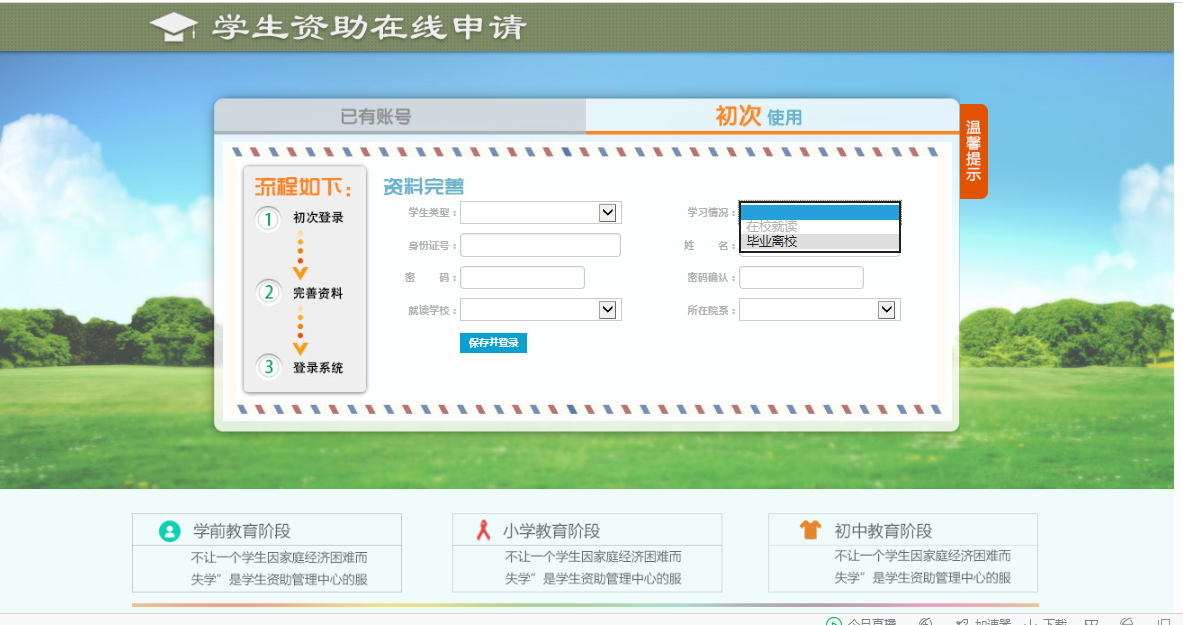 学生资助在线申请
已有账号
初次 使用
温馨提示
流程如下：
1 初次登录
2 完善资料
3 登录系统
资料完善
学生类型：
学习情况：
在校就读
毕业离校
身份证号：
姓 名：
密 码：
密码确认：
就读学校：
所在院系：
保存并登录
学前教育阶段
不让一个学生因家庭经济困难而
失学”是学生资助管理中心的服
小学教育阶段
不让一个学生因家庭经济困难而
失学”是学生资助管理中心的服
初中教育阶段
不让一个学生因家庭经济困难而
失学”是学生资助管理中心的服
今日直播
加速器
下载